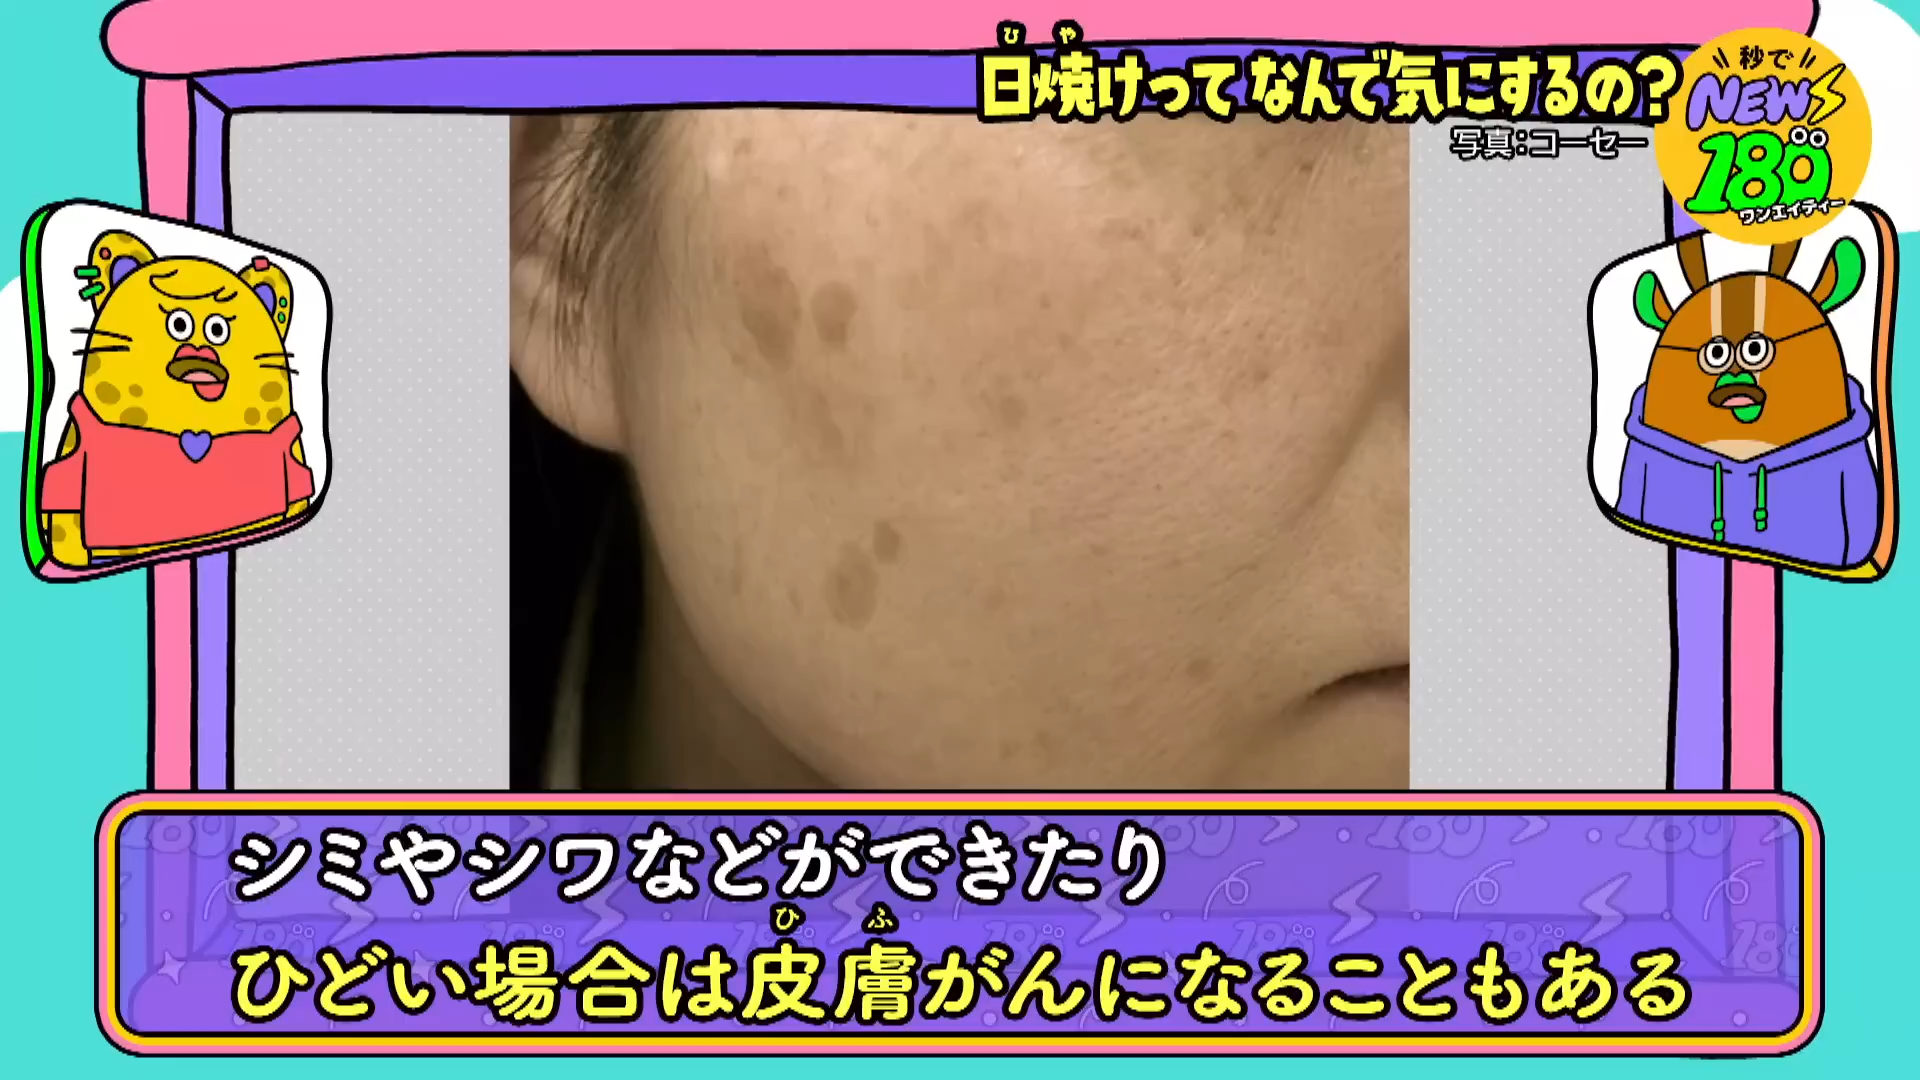 ひ や
日焼けってなんで気にするの?
秒で
NEWS
180
ワンエイティー
写真:コーセー
シミやシワなどができたり
ひ ふ
ひどい場合は皮膚がんになることもある